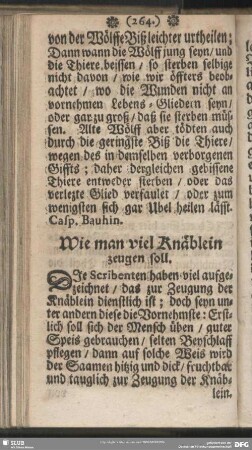 (264.)
von der Wölffe Biß leichter urtheilen;
Dann wann die Wölff jung seyn / und
die Thiere beissen / so sterben selbige
nicht davon / wie wir öffters beob-
achtet / wo die Wunden nicht an
vornehmen Lebens-Gliedern seyn /
oder gar zu groß / daß sie sterben müs-
sen. Alte Wölff aber tödten auch
durch die geringste Biß die Thiere /
wegen des in demselben verborgenen
Giffts; daher dergleichen gebissene
Thiere entweder sterben / oder das
verletzte Glied verfaulet / oder zum
wenigsten sich gar übel heilen lässt.
Casp. Bauhin.
Wie man viel Knäblein
zeugen soll.
DIe Scribenten haben viel aufge-
zeichnet / das zur Zeugung der
Knäblein dienstlich ist; doch seyn un-
ter andern diese die Vornehmste: Erst-
lich soll sich der Mensch üben / guter
Speis gebrauchen / selten Beyschlaff
pflegen / dann auf solche Weis wird
der Saamen hitzig und dick / fruchtbar
und tauglich zur Zeugung der Knäb-
lein.
SLUB